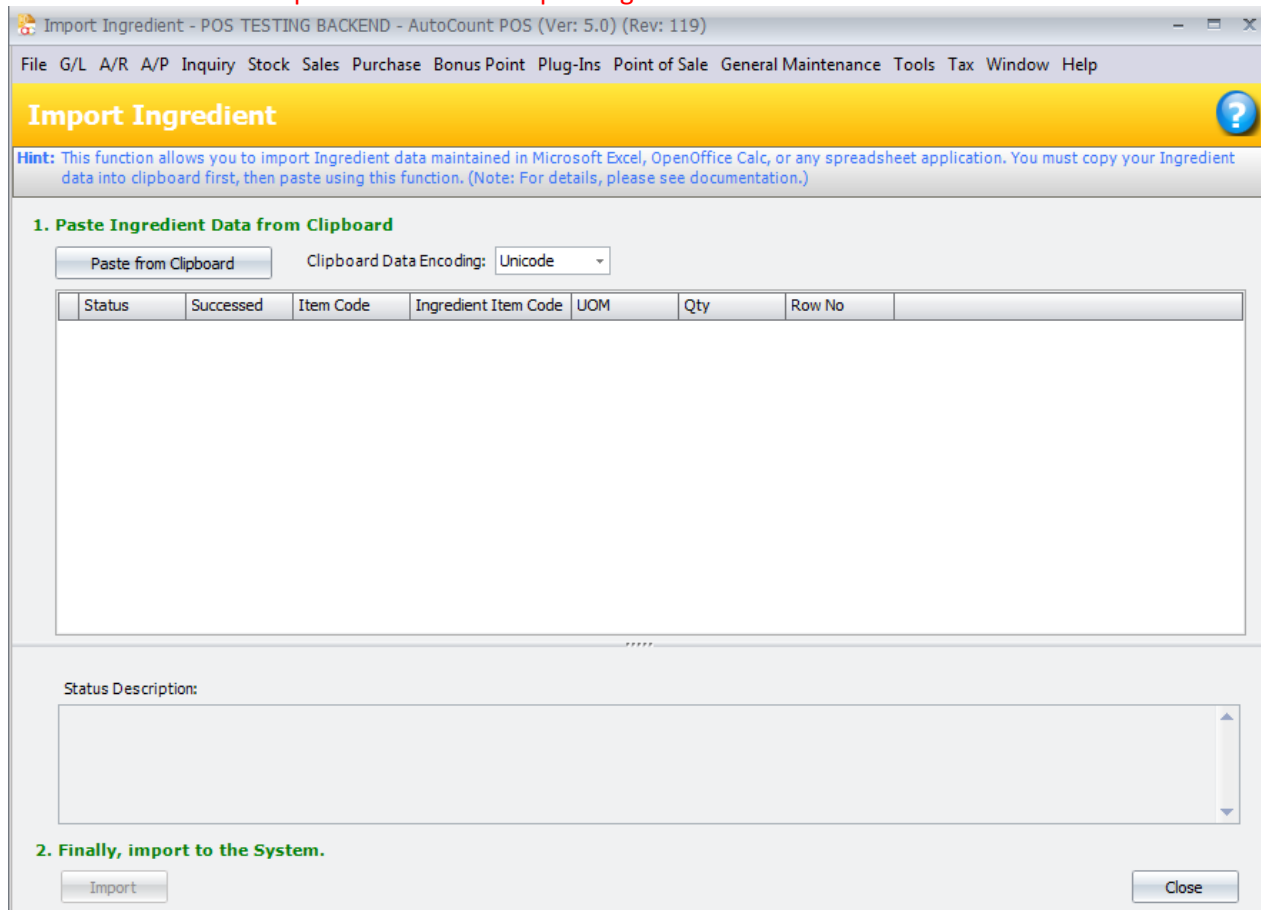 Import Ingredient - POS TESTING BACKEND - AutoCount POS (Ver: 5.0) (Rev: 119)
File G/L A/R A/P Inquiry Stock Sales Purchase Bonus Point Plug-Ins Point of Sale General Maintenance Tools Tax Window Help
Import Ingredient
Hint: This function allows you to import Ingredient data maintained in Microsoft Excel, OpenOffice Calc, or any spreadsheet application. You must copy your Ingredient
data into clipboard first, then paste using this function. (Note: For details, please see documentation.)
1. Paste Ingredient Data from Clipboard
Paste from Clipboard Clipboard Data Encoding: Unicode
Status Successed Item Code Ingredient Item Code UOM Qty Row No
Status Description:
2. Finally, import to the System.
Import Close